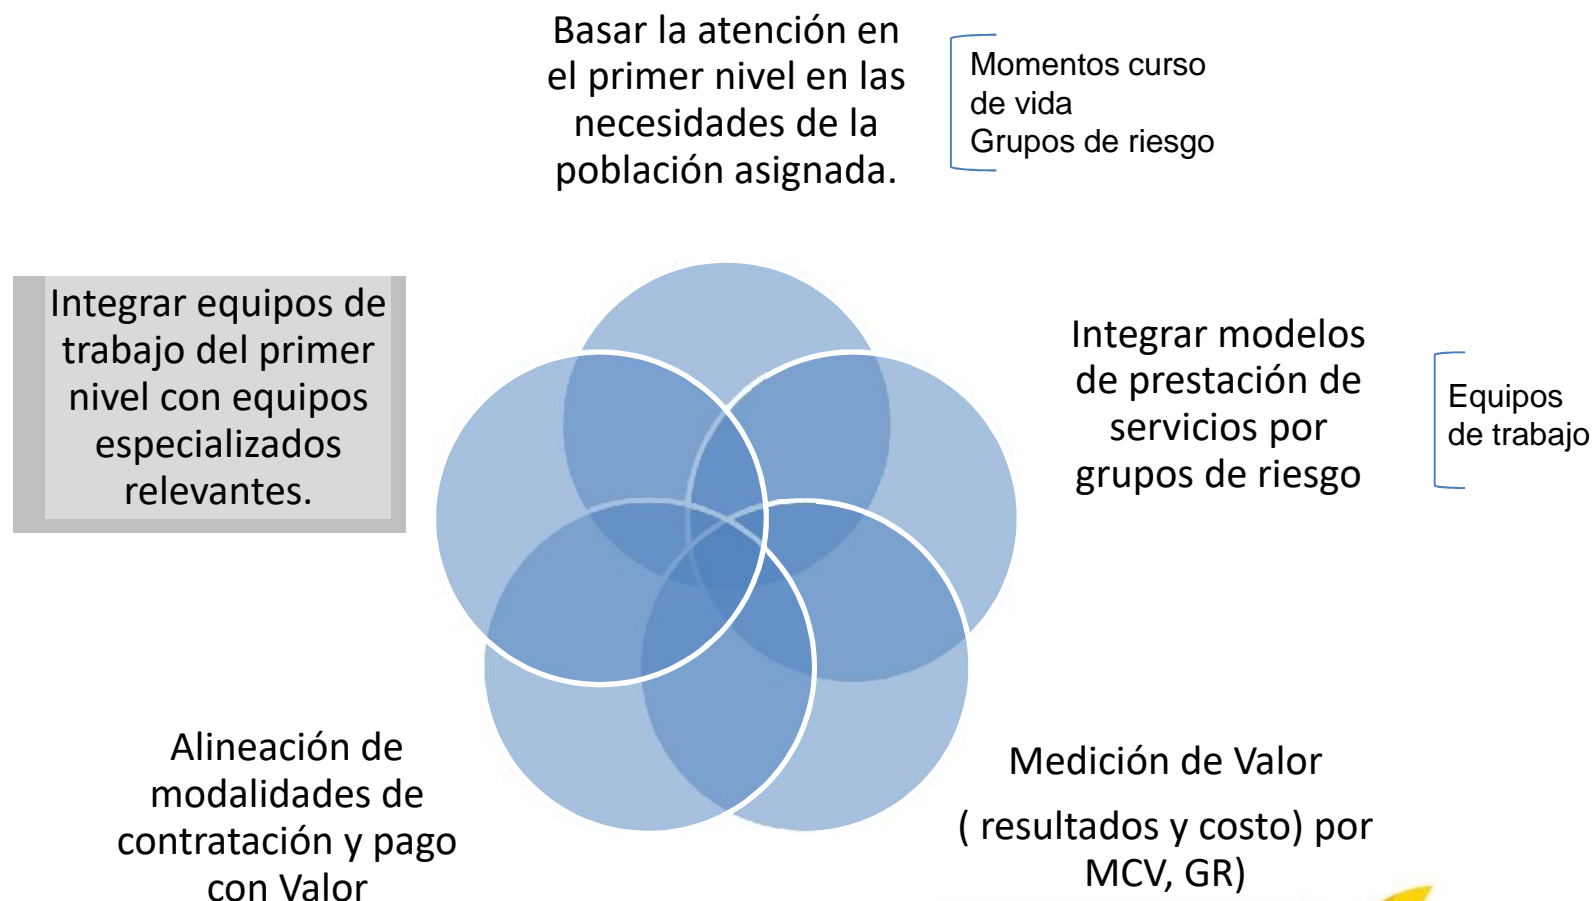 Basar la atención en
el primer nivel en las
necesidades de la
población asignada.
Momentos curso
de vida
Grupos de riesgo
Integrar equipos de
trabajo del primer
nivel con equipos
especializados
relevantes.
Integrar modelos
de prestación de
servicios por
grupos de riesgo
Equipos
de trabajo
Alineación de
modalidades de
contratación y pago
con Valor
Medición de Valor
( resultados y costo) por
MCV, GR)